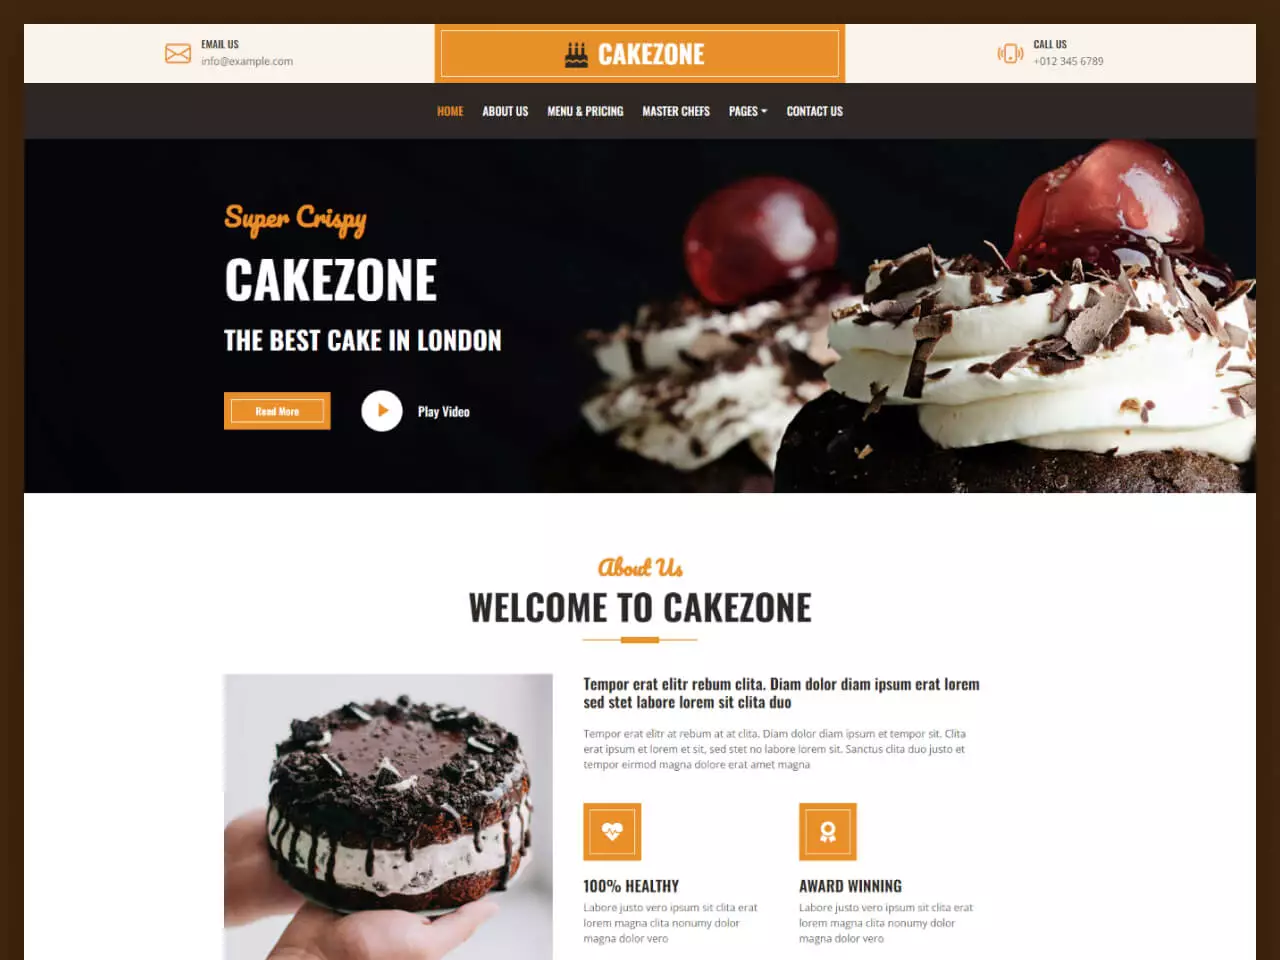 EMAIL US
info@example.com
CAKEZONE
CALL US
+012 345 6789
HOME ABOUT US MENU & PRICING MASTER CHEFS PAGES CONTACT US
Super Crispy
CAKEZONE
THE BEST CAKE IN LONDON
Read More
Play Video
About Us
WELCOME TO CAKEZONE
Tempor erat elitr rebum clita. Diam dolor diam ipsum erat lorem
sed stet labore lorem sit clita duo
Tempor erat elitr at rebum at at clita. Diam dolor diam ipsum et tempor sit. Clita
erat ipsum et lorem et sit, sed stet no labore lorem sit. Sanctus clita duo justo et
tempor eirmod magna dolore erat amet magna
100% HEALTHY
Labore justo vero ipsum sit clita erat
lorem magna clita nonumy dolor
magna dolor vero
AWARD WINNING
Labore justo vero ipsum sit clita erat
lorem magna clita nonumy dolor
magna dolor vero